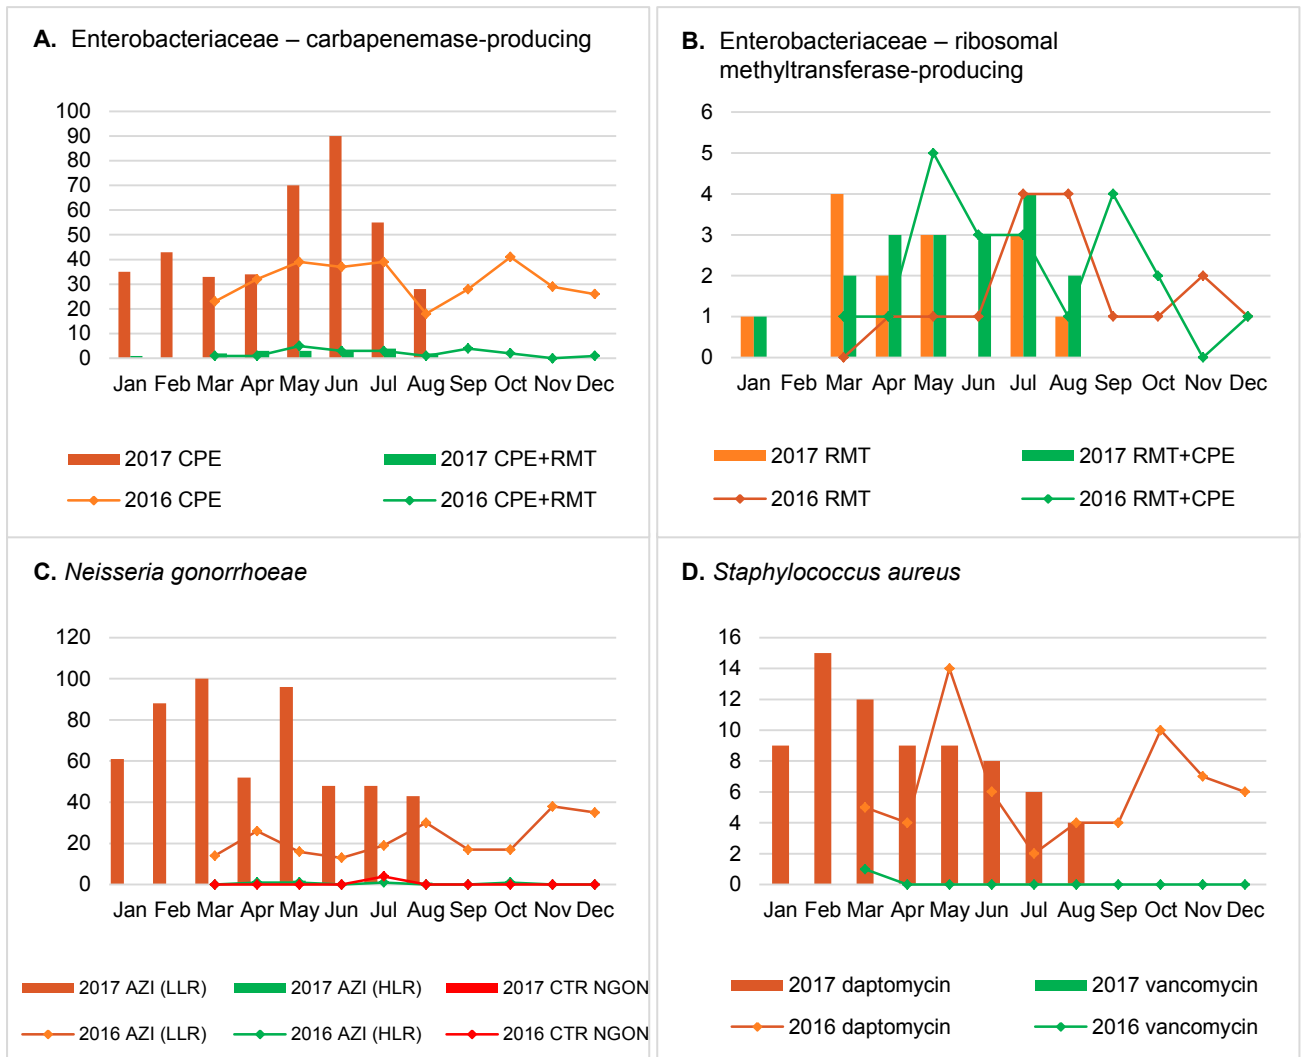 A. Enterobacteriaceae – carbapenemase-producing
100
90
80
70
60
50
40
30
20
10
0
Jan Feb Mar Apr May Jun Jul Aug Sep Oct Nov Dec
2017 CPE 2017 CPE+RMT
2016 CPE 2016 CPE+RMT
B. Enterobacteriaceae – ribosomal
methyltransferase-producing
6
5
4
3
2
1
0
Jan Feb Mar Apr May Jun Jul Aug Sep Oct Nov Dec
2017 RMT 2017 RMT+CPE
2016 RMT 2016 RMT+CPE
C. Neisseria gonorrhoeae
120
100
80
60
40
20
0
Jan Feb Mar Apr May Jun Jul Aug Sep Oct Nov Dec
2017 AZI (LLR) 2017 AZI (HLR) 2017 CTR NGON
2016 AZI (LLR) 2016 AZI (HLR) 2016 CTR NGON
D. Staphylococcus aureus
16
14
12
10
8
6
4
2
0
Jan Feb Mar Apr May Jun Jul Aug Sep Oct Nov Dec
2017 daptomycin 2017 vancomycin
2016 daptomycin 2016 vancomycin